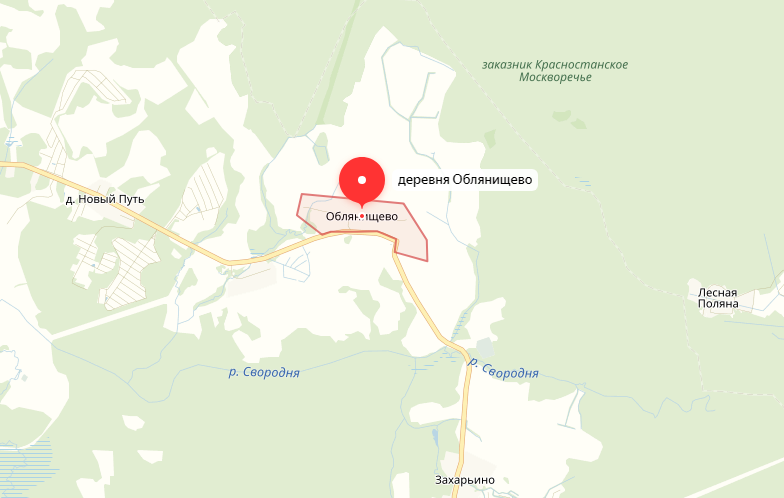 заказник Красностанское
Москворечье
деревня Облянищево
д. Новый Путь
Облянищево
Лесная
Поляна
р. Свородня
р. Свородня
Захарьино